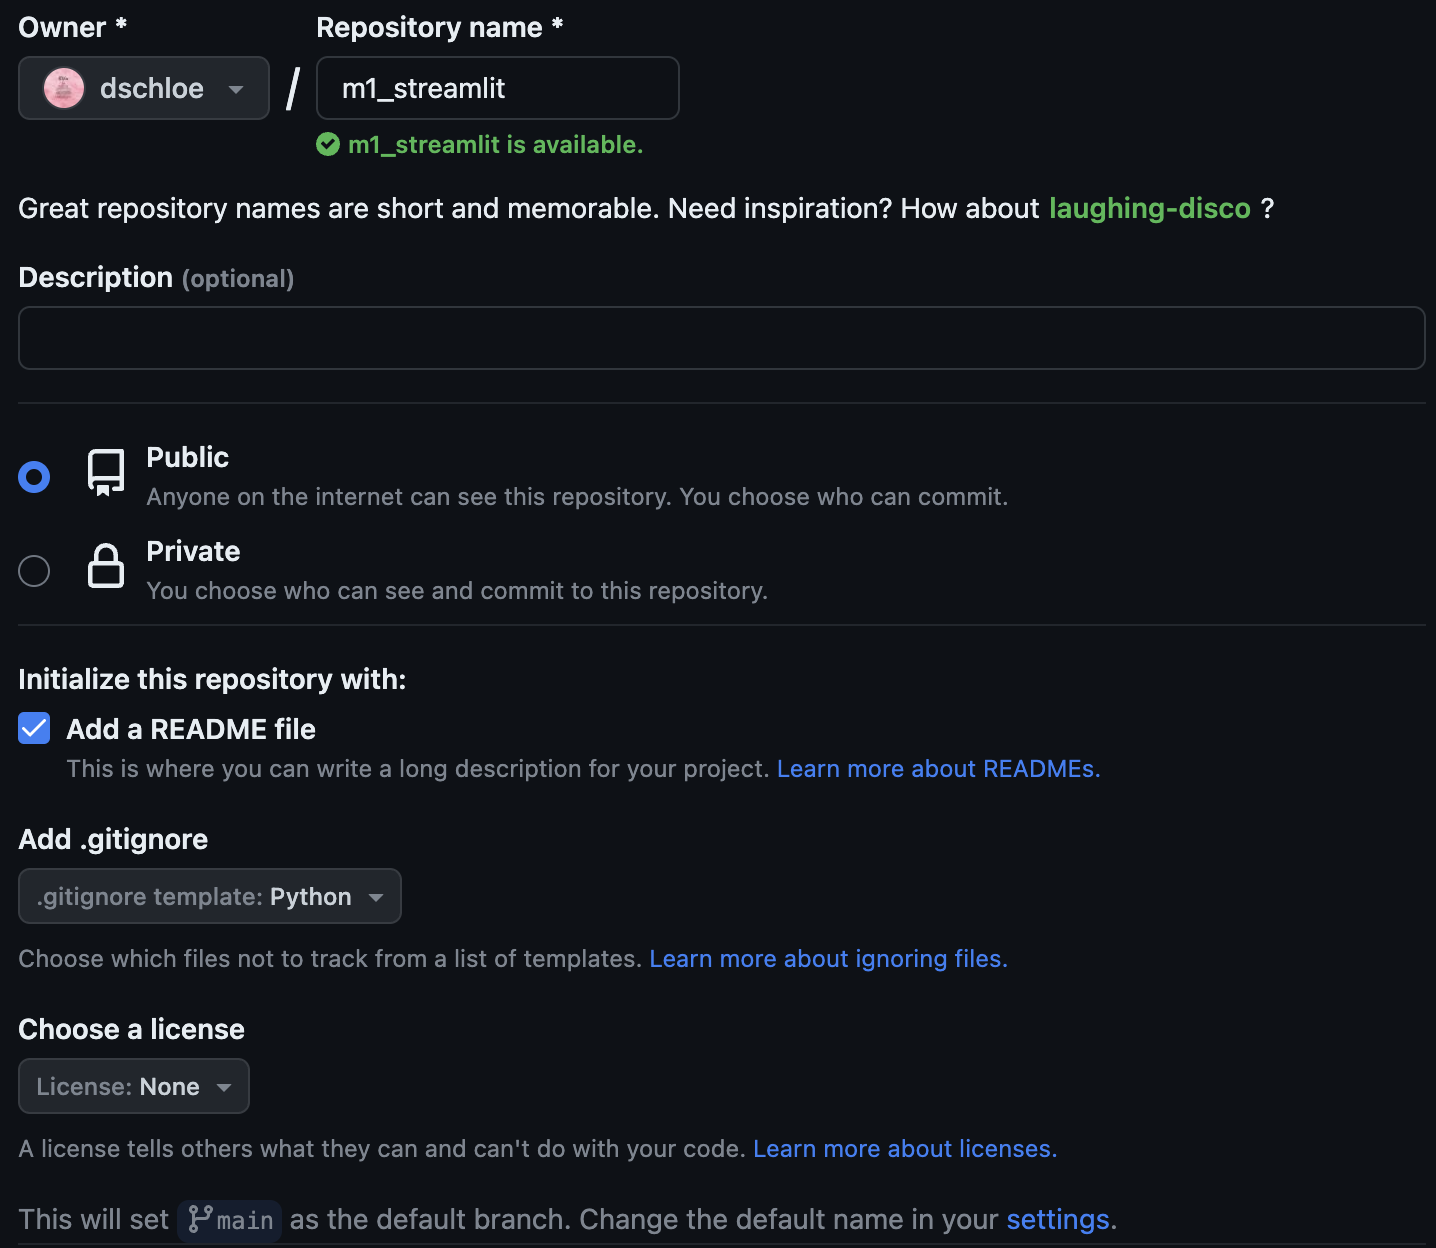 Owner *
Repository name *
dschloe
/
m1_streamlit
m1_streamlit is available.
Great repository names are short and memorable. Need inspiration? How about laughing-disco ?
Description (optional)
Public
Anyone on the internet can see this repository. You choose who can commit.
Private
You choose who can see and commit to this repository.
Initialize this repository with:
Add a README file
This is where you can write a long description for your project. Learn more about READMEs.
Add .gitignore
.gitignore template: Python
Choose which files not to track from a list of templates. Learn more about ignoring files.
Choose a license
License: None
A license tells others what they can and can't do with your code. Learn more about licenses.
This will set main as the default branch. Change the default name in your settings.